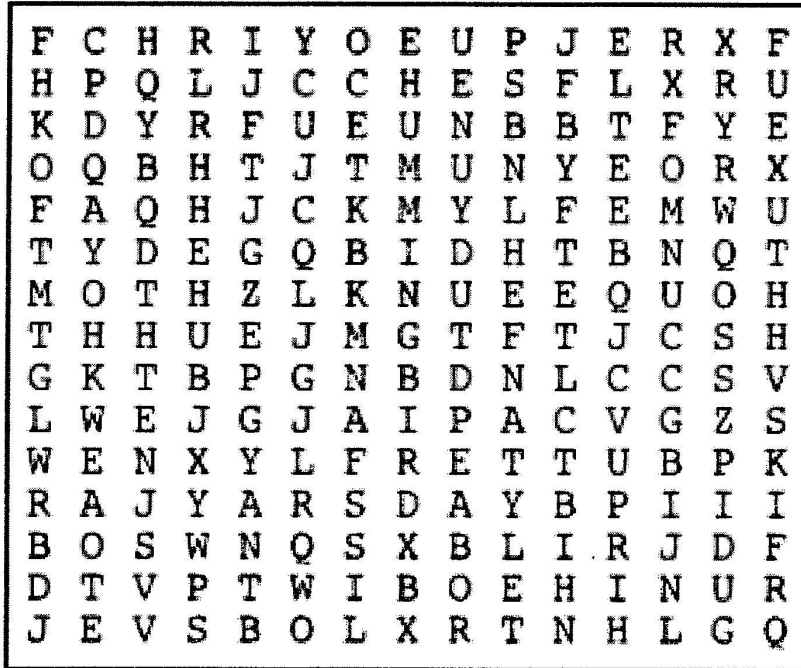 F C H R I Y O E U P J E R X F
H P Q L J C C H E S F L X R U
K D Y R F U E U N B B T F Y E
O Q B H T J T M U N Y E O R X
F A Q H J C K M Y L F E M W U
T Y D E G Q B I D H T B N Q T
M O T H Z L K N U E E Q U O H
T H H U E J M G T F T J C S H
G K T B P G N B D N L C C S V
L W E J G J A I P A C V G Z S
W E N X Y L F R E T T U B P K
R A J Y A R S D A Y B P I I I
B O S W N Q S X B L I R J D F
D T V P T W I B O E H I N U R
J E V S B O L X R T N H L G Q